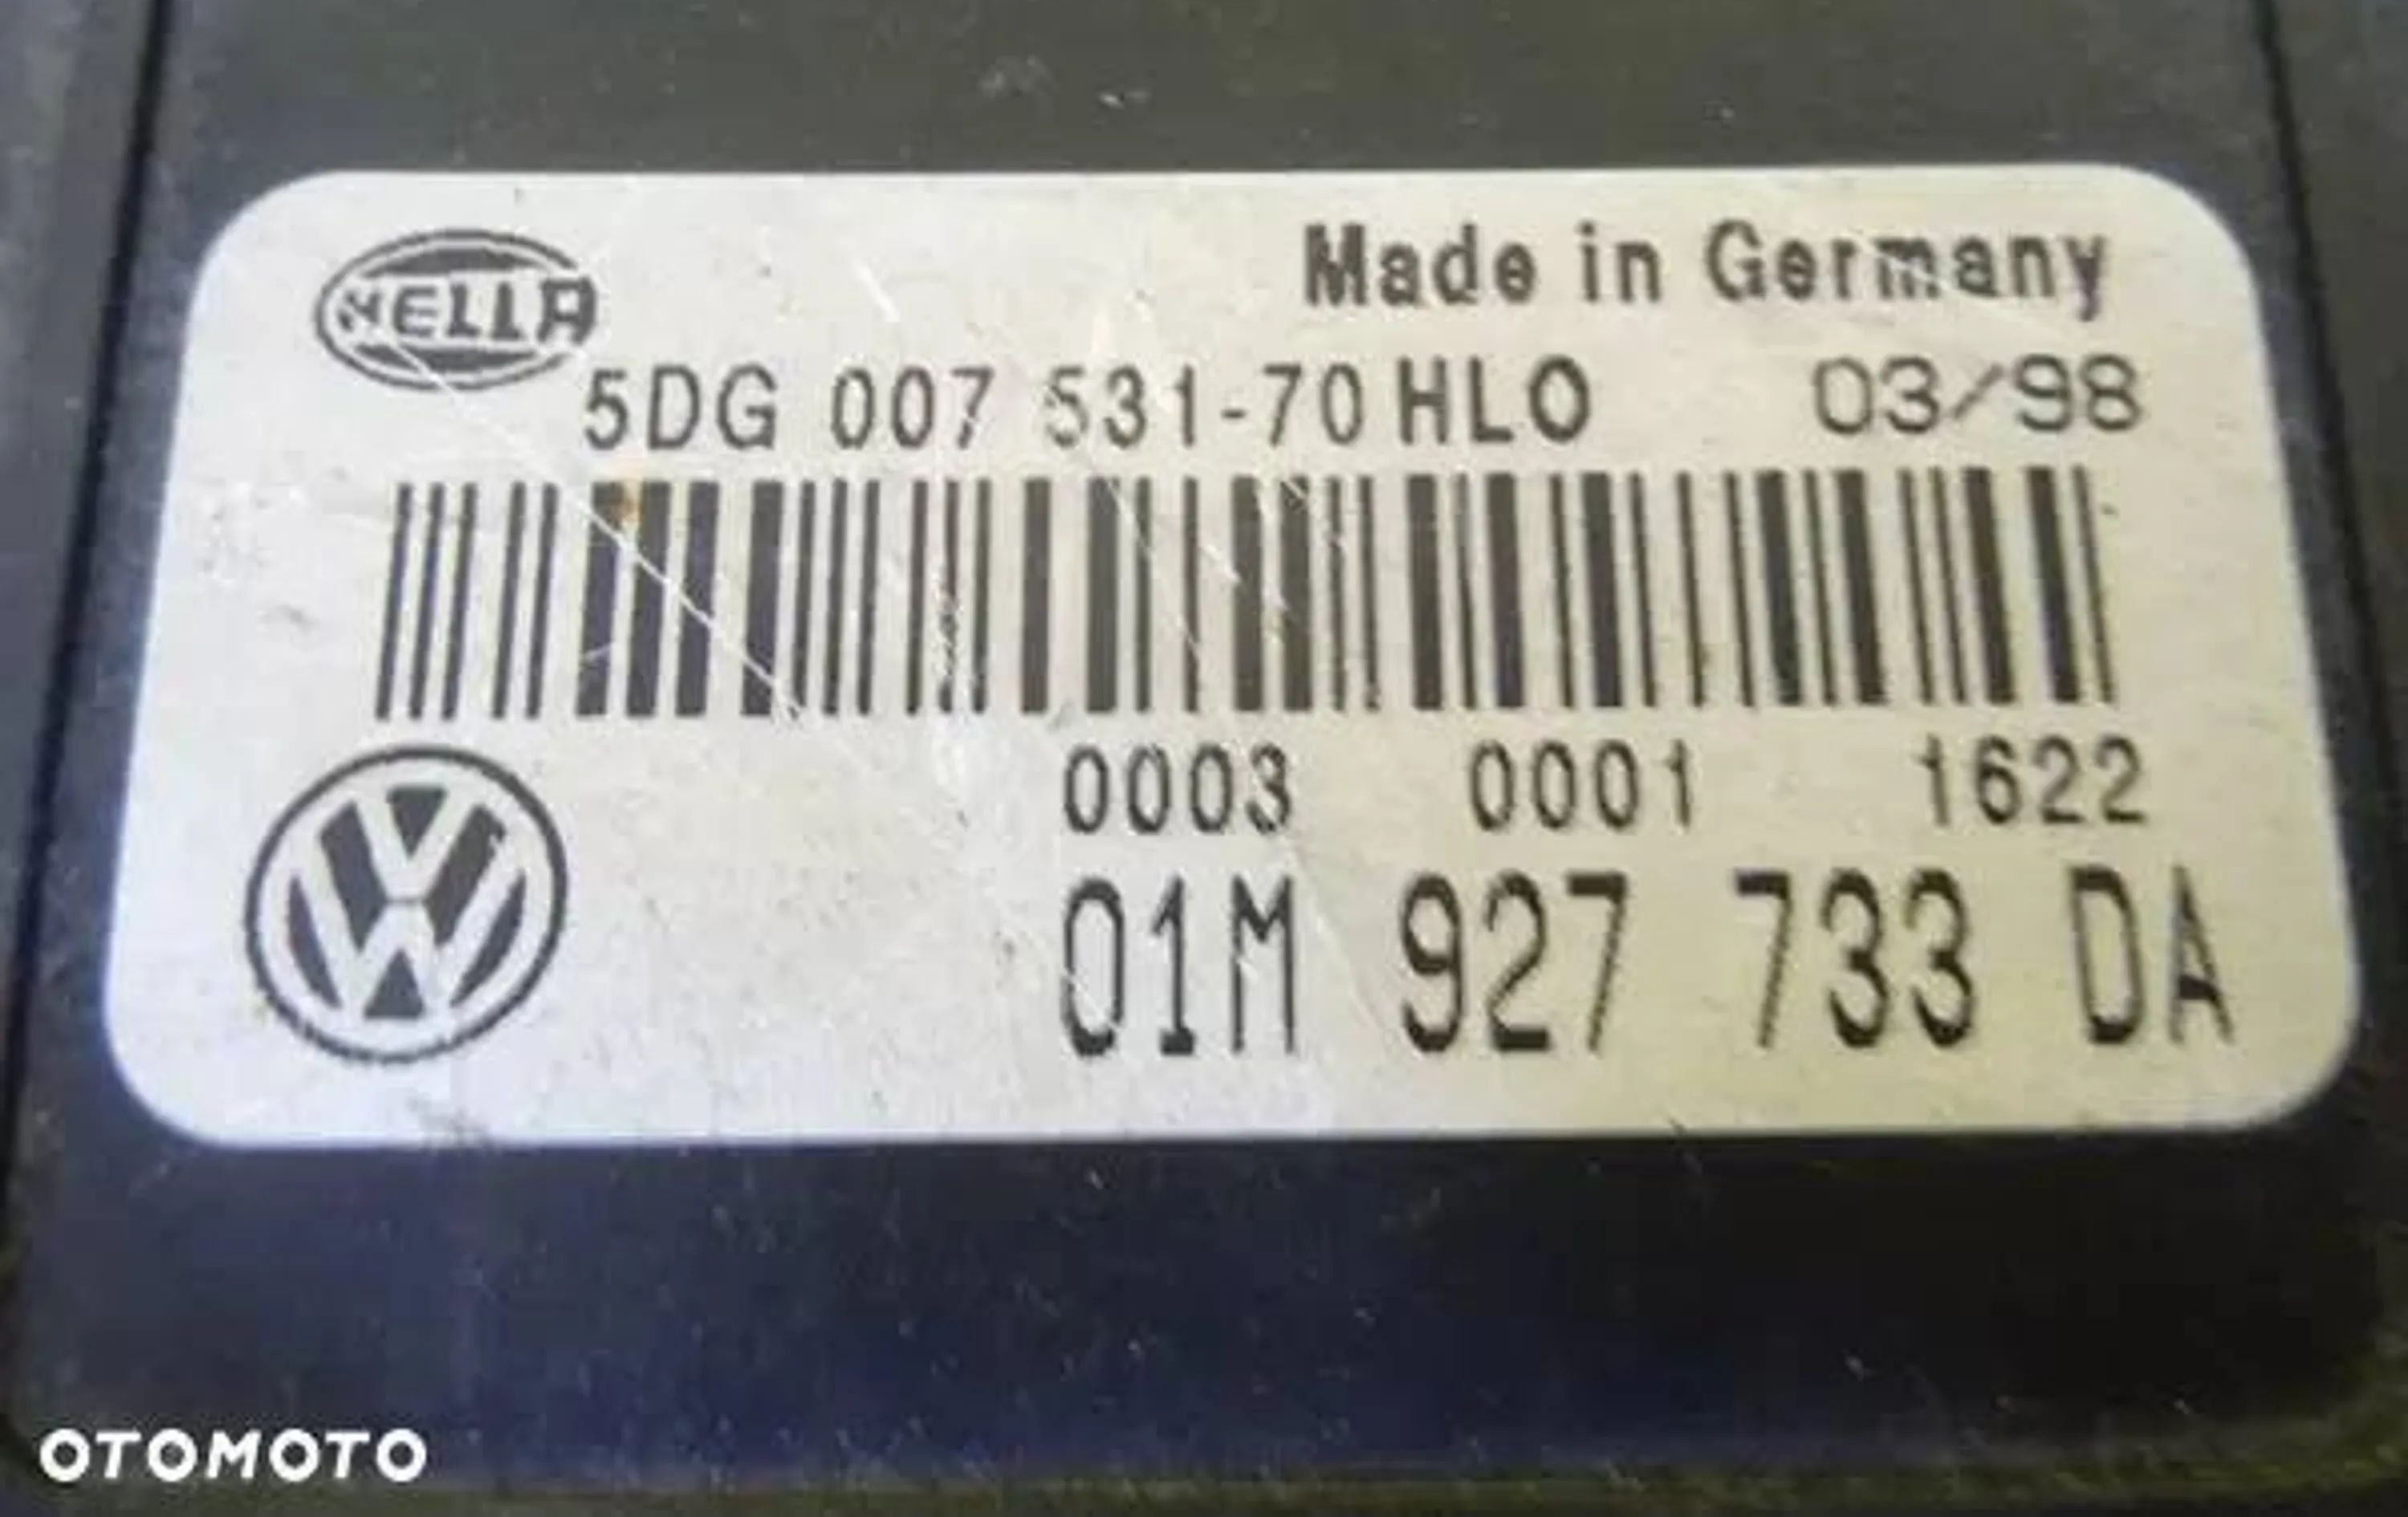 HELLA
Made in Germany
5DG 007 531-70 HLO 03/98
0003 0001 1622
01M 927 733 DA
OTOMOTO